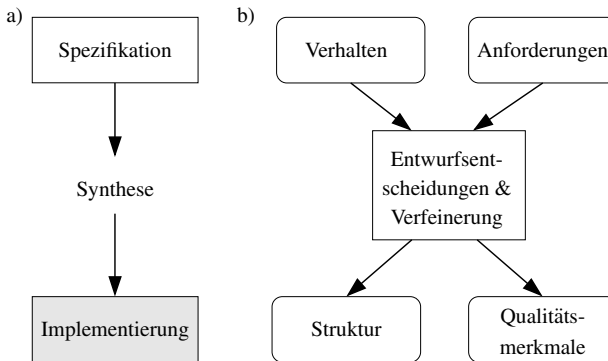 a)
Spezifikation
Synthese
Implementierung
b)
Verhalten
Anforderungen
Entwurfsent-
scheidungen &
Verfeinerung
Struktur
Qualitäts-
merkmale